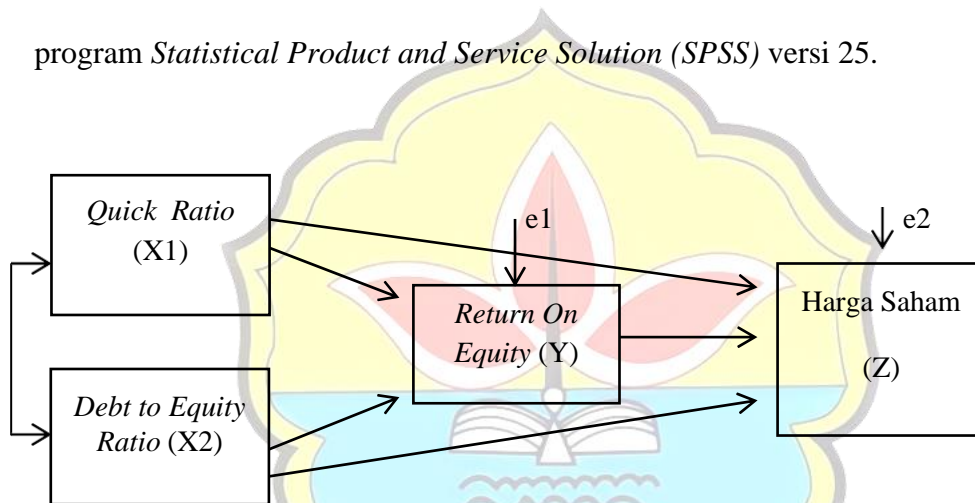 program Statistical Product and Service Solution (SPSS) versi 25.
Quick Ratio
(X1)
e1
e2
Return On
Equity (Y)
Harga Saham
(Z)
Debt to Equity
Ratio (X2)